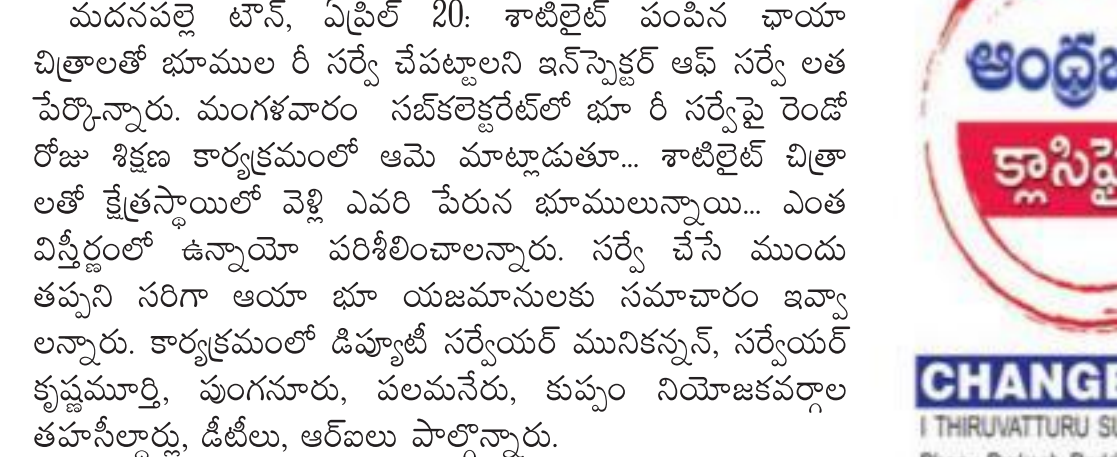 మదనపల్లె టౌన్, ఏప్రిల్ 20: శాటిలైట్ పంపిన ఛాయా
చిత్రాలతో భూముల రీ సర్వే చేపట్టాలని ఇన్‌స్పెక్టర్ ఆఫ్ సర్వే లత
పేర్కొన్నారు. మంగళవారం సబ్‌కలెక్టరేట్‌లో భూ రీ సర్వేపై రెండో
రోజు శిక్షణ కార్యక్రమంలో ఆమె మాట్లాడుతూ... శాటిలైట్ చిత్రా
లతో క్షేత్రస్థాయిలో వెళ్లి ఎవరి పేరున భూములున్నాయి... ఎంత
విస్తీర్ణంలో ఉన్నాయో పరిశీలించాలన్నారు. సర్వే చేసే ముందు
తప్పని సరిగా ఆయా భూ యజమానులకు సమాచారం ఇవ్వా
లన్నారు. కార్యక్రమంలో డిప్యూటీ సర్వేయర్ మునికన్నన్, సర్వేయర్
కృష్ణమూర్తి, పుంగనూరు, పలమనేరు, కుప్పం నియోజకవర్గాల
తహసీల్దార్లు, డీటీలు, ఆర్ఐలు పాల్గొన్నారు.
ఆంధ్ర
క్లాసిఫై
CHANGE
I THIRUVATTURU SU